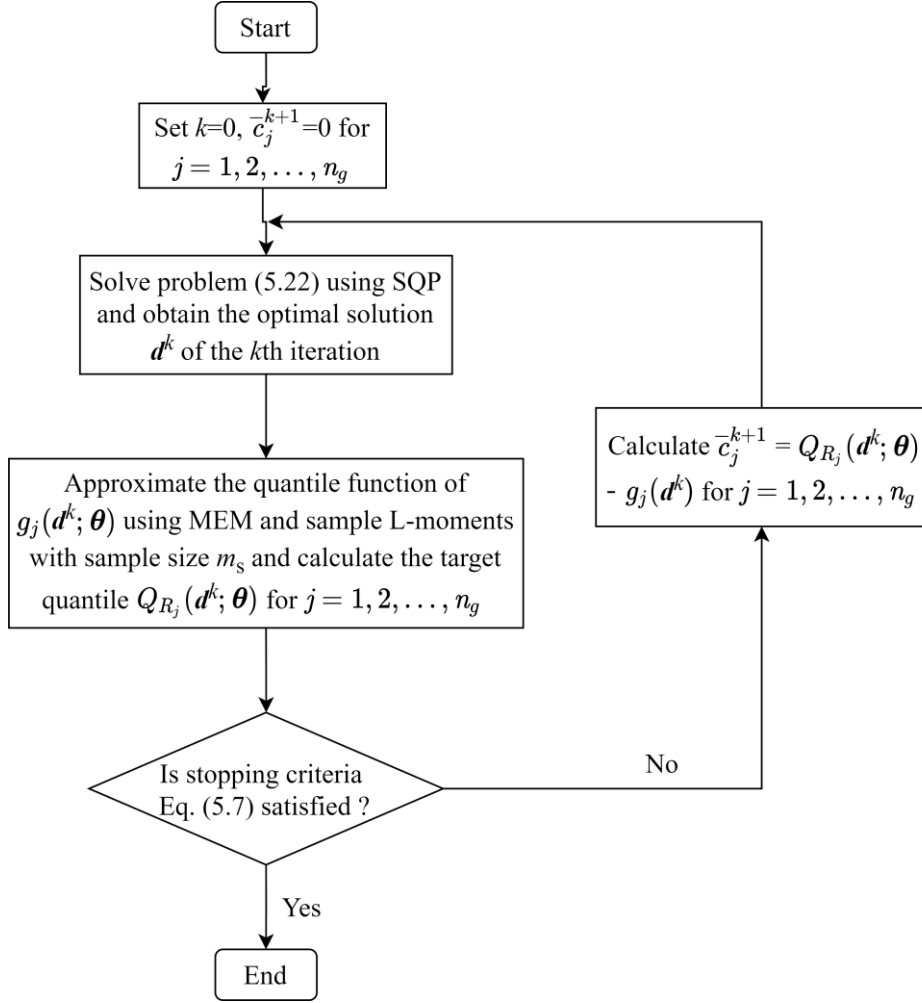 Start
Set k=0, c̄_j^{k+1}=0 for
j = 1, 2, . . . , n_g
Solve problem (5.22) using SQP
and obtain the optimal solution
d^k of the kth iteration
Approximate the quantile function of
g_j(d^k; θ) using MEM and sample L-moments
with sample size m_s and calculate the target
quantile Q_{R_j}(d^k; θ) for j = 1, 2, . . . , n_g
Is stopping criteria
Eq. (5.7) satisfied ?
No
Calculate c̄_j^{k+1} = Q_{R_j}(d^k; θ)
- g_j(d^k) for j = 1, 2, . . . , n_g
Yes
End